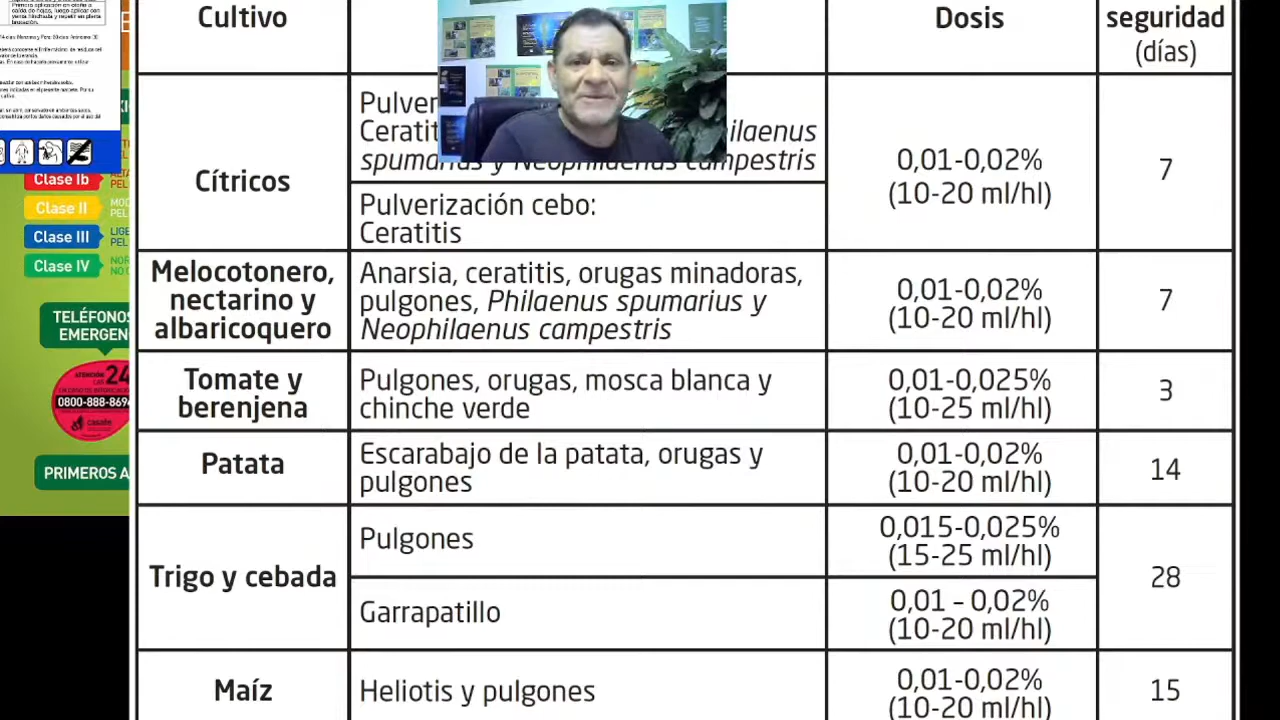 Cultivo
Dosis
seguridad
(días)
Cítricos
Pulver
Ceratit
ilaenus
spumarius y Neophilaenus campestris
0,01-0,02%
(10-20 ml/hl)
7
Pulverización cebo:
Ceratitis
Melocotonero,
nectarino y
albaricoquero
Anarsia, ceratitis, orugas minadoras,
pulgones, Philaenus spumarius y
Neophilaenus campestris
0,01-0,02%
(10-20 ml/hl)
7
Tomate y
berenjena
Pulgones, orugas, mosca blanca y
chinche verde
0,01-0,025%
(10-25 ml/hl)
3
Patata
Escarabajo de la patata, orugas y
pulgones
0,01-0,02%
(10-20 ml/hl)
14
Trigo y cebada
Pulgones
0,015-0,025%
(15-25 ml/hl)
28
Garrapatillo
0,01 – 0,02%
(10-20 ml/hl)
Maíz
Heliotis y pulgones
0,01-0,02%
(10-20 ml/hl)
15
Clase Ib
Clase II
Clase III
Clase IV
TELÉFONOS
EMERGEN
ATENCIÓN
24
0800-888-869
casafe
PRIMEROS A